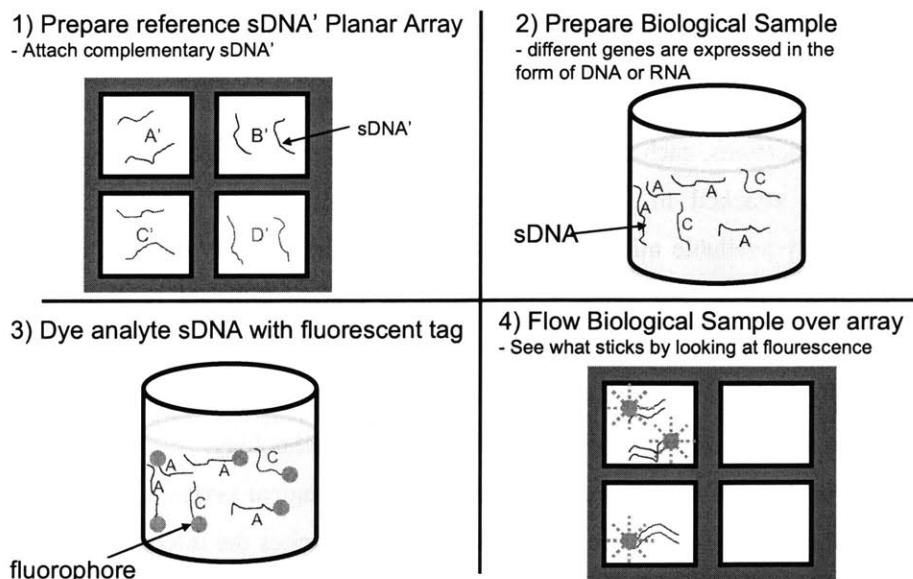 1) Prepare reference sDNA' Planar Array
- Attach complementary sDNA'
A'
B'
sDNA'
C'
D'
2) Prepare Biological Sample
- different genes are expressed in the
form of DNA or RNA
A
A
C
A
sDNA
C
A
3) Dye analyte sDNA with fluorescent tag
A
A
C
A
C
A
fluorophore
4) Flow Biological Sample over array
- See what sticks by looking at flourescence